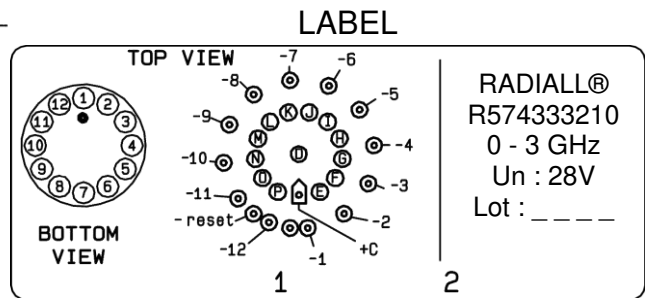 LABEL
TOP VIEW
-7
-6
-8
-5
-9
-4
-10
-3
-11
-2
-reset
-12
-1
+C
K
J
L
I
M
H
N
D
G
O
F
P
E
12
1
2
11
3
10
4
9
5
8
7
6
BOTTOM
VIEW
1
2
RADIALL®
R574333210
0 - 3 GHz
Un : 28V
Lot : _ _ _ _